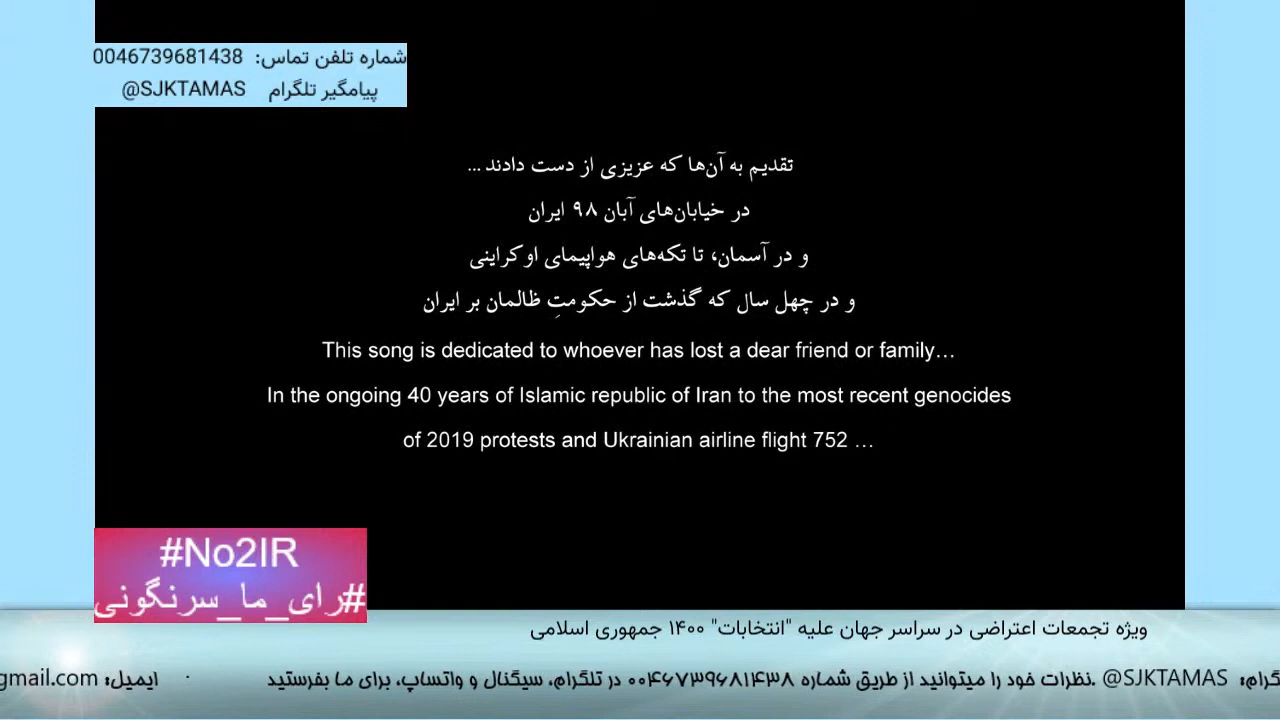 شماره تلفن تماس: 0046739681438
پیامگیر تلگرام @SJKTAMAS
تقدیم به آن‌ها که عزیزی از دست دادند ...
در خیابان‌های آبان ۹۸ ایران
و در آسمان، تا تکه‌های هواپیمای اوکراینی
و در چهل سال که گذشت از حکومتِ ظالمان بر ایران
This song is dedicated to whoever has lost a dear friend or family…
In the ongoing 40 years of Islamic republic of Iran to the most recent genocides
of 2019 protests and Ukrainian airline flight 752 …
#No2IR
#رای_ما_سرنگونی
ویژه تجمعات اعتراضی در سراسر جهان علیه "انتخابات" ۱۴۰۰ جمهوری اسلامی
گرام: @SJKTAMAS .نظرات خود را میتوانید از طریق شماره ۰۰۴۶۷۳۹۶۸۱۴۳۸ در تلگرام، سیگنال و واتساپ، برای ما بفرستید · ایمیل: gmail.com